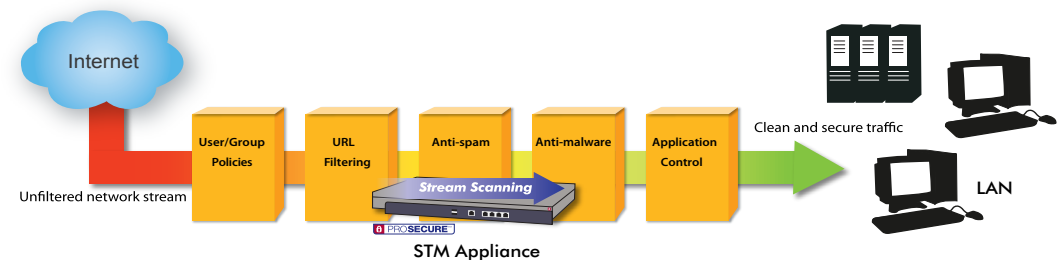 Internet
Unfiltered network stream
User/Group
Policies
URL
Filtering
Anti-spam
Anti-malware
Application
Control
Stream Scanning
PROSECURE
STM Appliance
Clean and secure traffic
LAN